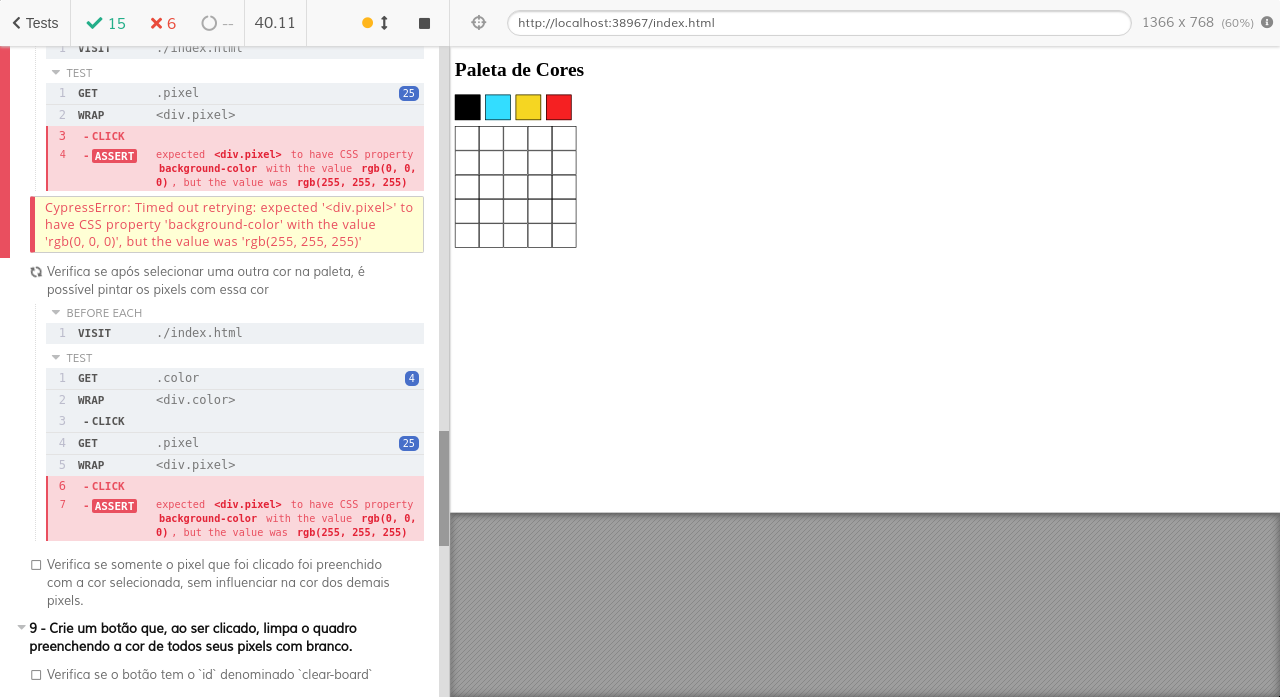 Tests 15 6 -- 40.11 http://localhost:38967/index.html 1366 x 768 (60%)
1 VISIT ./index.html
TEST
1 GET .pixel 25
2 WRAP <div.pixel>
3 - CLICK
4 - ASSERT expected <div.pixel> to have CSS property
background-color with the value rgb(0, 0,
0), but the value was rgb(255, 255, 255)
CypressError: Timed out retrying: expected '<div.pixel>' to
have CSS property 'background-color' with the value
'rgb(0, 0, 0)', but the value was 'rgb(255, 255, 255)'
Verifica se após selecionar uma outra cor na paleta, é
possível pintar os pixels com essa cor
BEFORE EACH
1 VISIT ./index.html
TEST
1 GET .color 4
2 WRAP <div.color>
3 - CLICK
4 GET .pixel 25
5 WRAP <div.pixel>
6 - CLICK
7 - ASSERT expected <div.pixel> to have CSS property
background-color with the value rgb(0, 0,
0), but the value was rgb(255, 255, 255)
Verifica se somente o pixel que foi clicado foi preenchido
com a cor selecionada, sem influenciar na cor dos demais
pixels.
9 - Crie um botão que, ao ser clicado, limpa o quadro
preenchendo a cor de todos seus pixels com branco.
Verifica se o botão tem o `id` denominado `clear-board`
Paleta de Cores